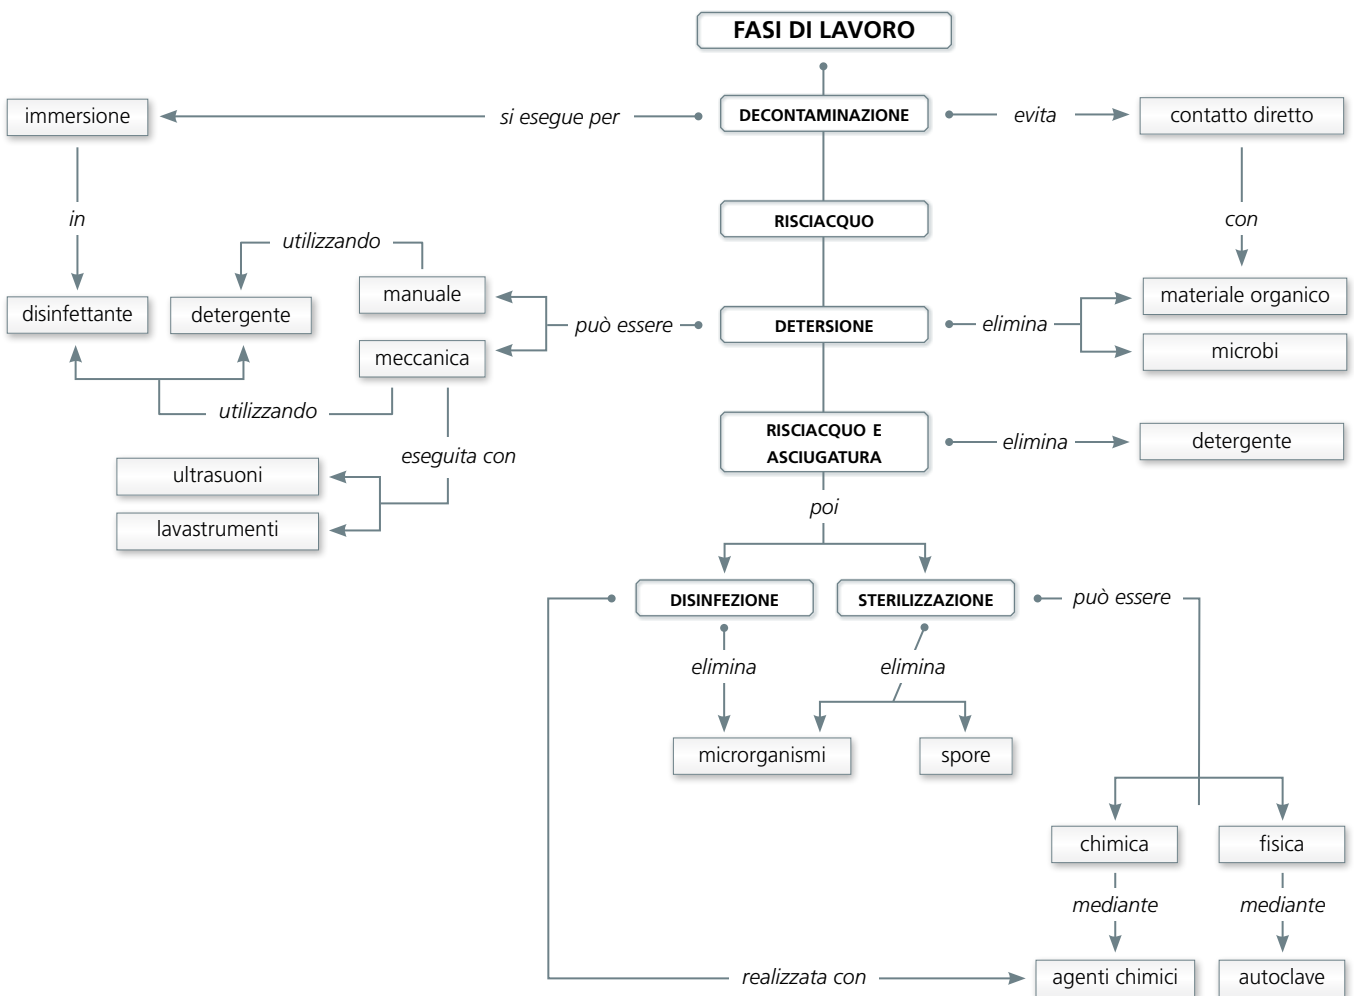 FASI DI LAVORO
immersione
si esegue per
DECONTAMINAZIONE
evita
contatto diretto
in
RISCIACQUO
con
utilizzando
disinfettante
detergente
manuale
meccanica
può essere
DETERSIONE
elimina
materiale organico
microbi
utilizzando
eseguita con
RISCIACQUO E
ASCIUGATURA
elimina
detergente
ultrasuoni
lavastrumenti
poi
DISINFEZIONE
STERILIZZAZIONE
può essere
elimina
elimina
microrganismi
spore
chimica
fisica
mediante
mediante
realizzata con
agenti chimici
autoclave